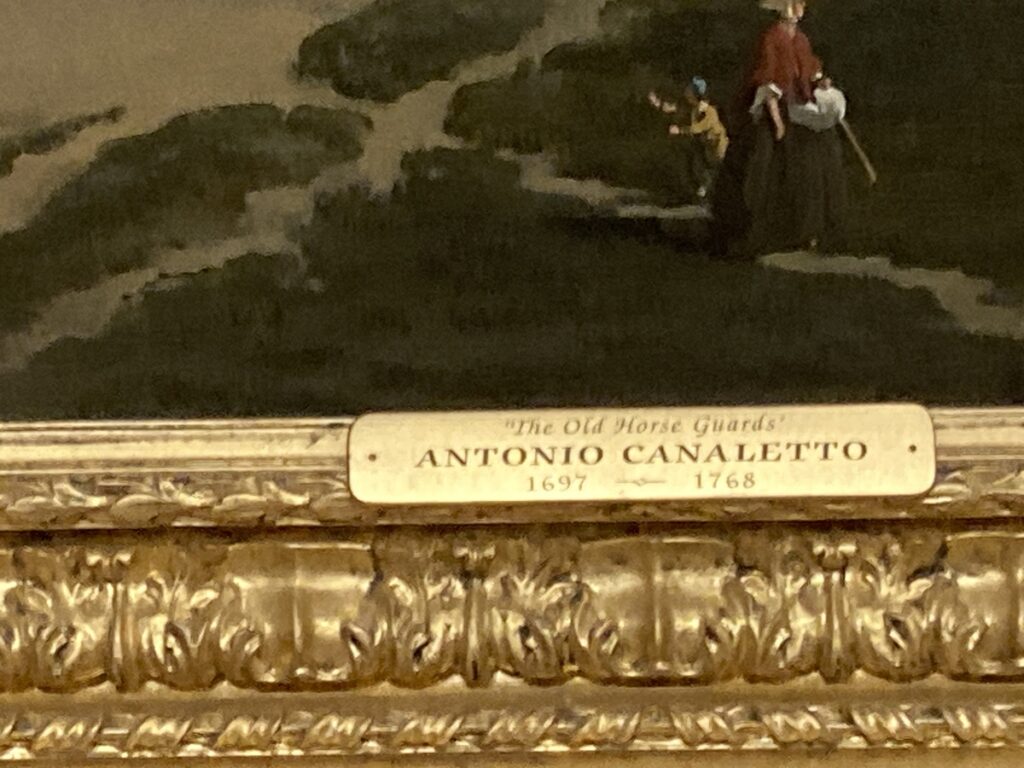 "The Old Horse Guards"
ANTONIO CANALETTO
1697 — 1768